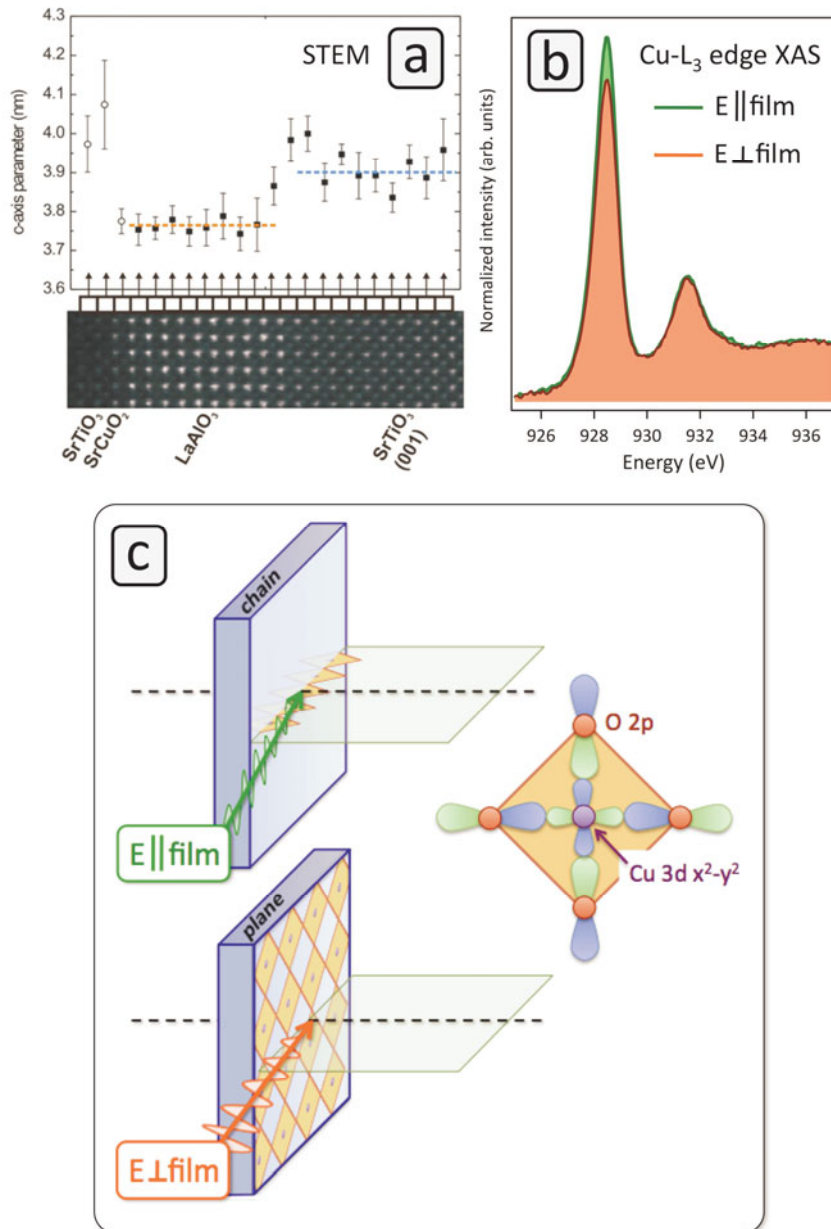 4.3
4.2
4.1
4.0
3.9
3.8
3.7
3.6
c-axis parameter (nm)
STEM
a
SrTiO₃
SrCuO₂
LaAlO₃
SrTiO₃
(001)
b
Cu-L₃ edge XAS
E||film
E⊥film
Normalized intensity (arb. units)
926 928 930 932 934 936
Energy (eV)
c
chain
E||film
O 2p
Cu 3d x²-y²
plane
E⊥film